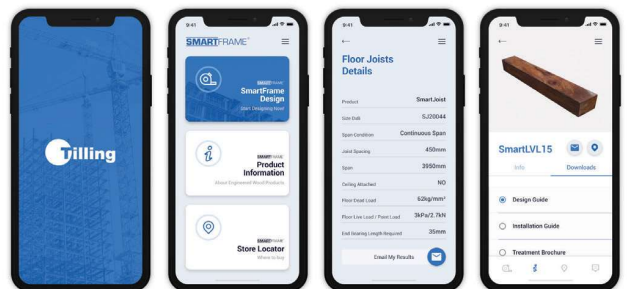 Tilling
9:41
SMARTFRAME
SMARTFRAME
SmartFrame
Design
Start Designing Now
SMARTFRAME
Product
Information
About Engineered Wood Products
SMARTFRAME
Store Locator
Where to buy
9:41
Floor Joists
Details
Product SmartJoist
Size Code SJ20044
Span Condition Continuous Span
Joist Spacing 450mm
Span 3950mm
Ceiling Attached NO
Floor Dead Load 62kg/mm²
Floor Live Load / Point Load 3kPa/2.7kN
End Bearing Length Required 35mm
Email My Results
9:41
SmartLVL15
Info Downloads
Design Guide
Installation Guide
Treatment Brochure